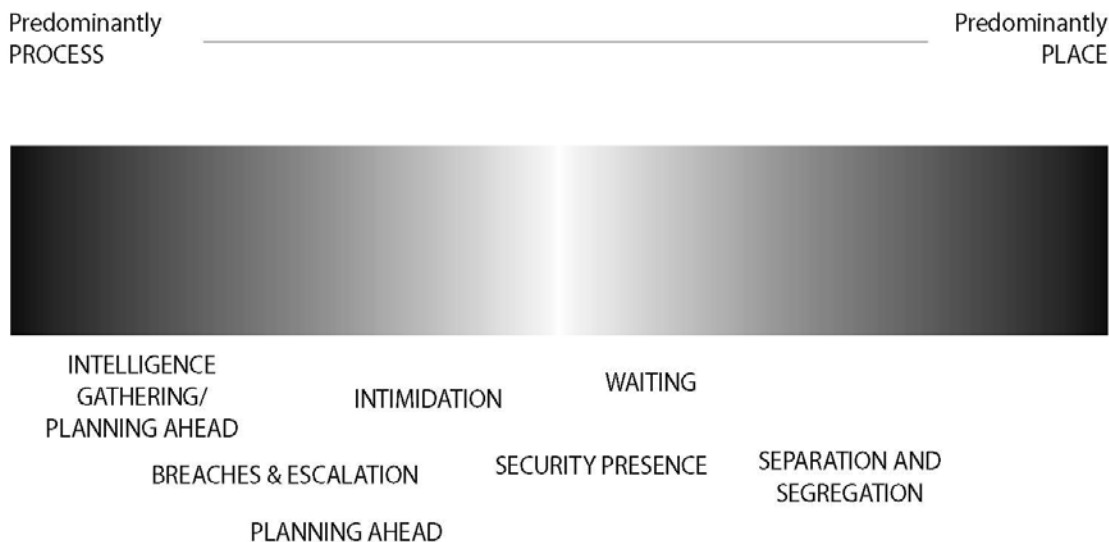 Predominantly
PROCESS
Predominantly
PLACE
INTELLIGENCE
GATHERING/
PLANNING AHEAD
INTIMIDATION
WAITING
BREACHES & ESCALATION
SECURITY PRESENCE
SEPARATION AND
SEGREGATION
PLANNING AHEAD